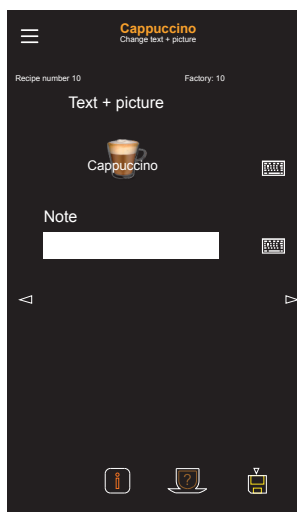 Cappuccino
Change text + picture
Recipe number 10 Factory: 10
Text + picture
Cappuccino
Note
?